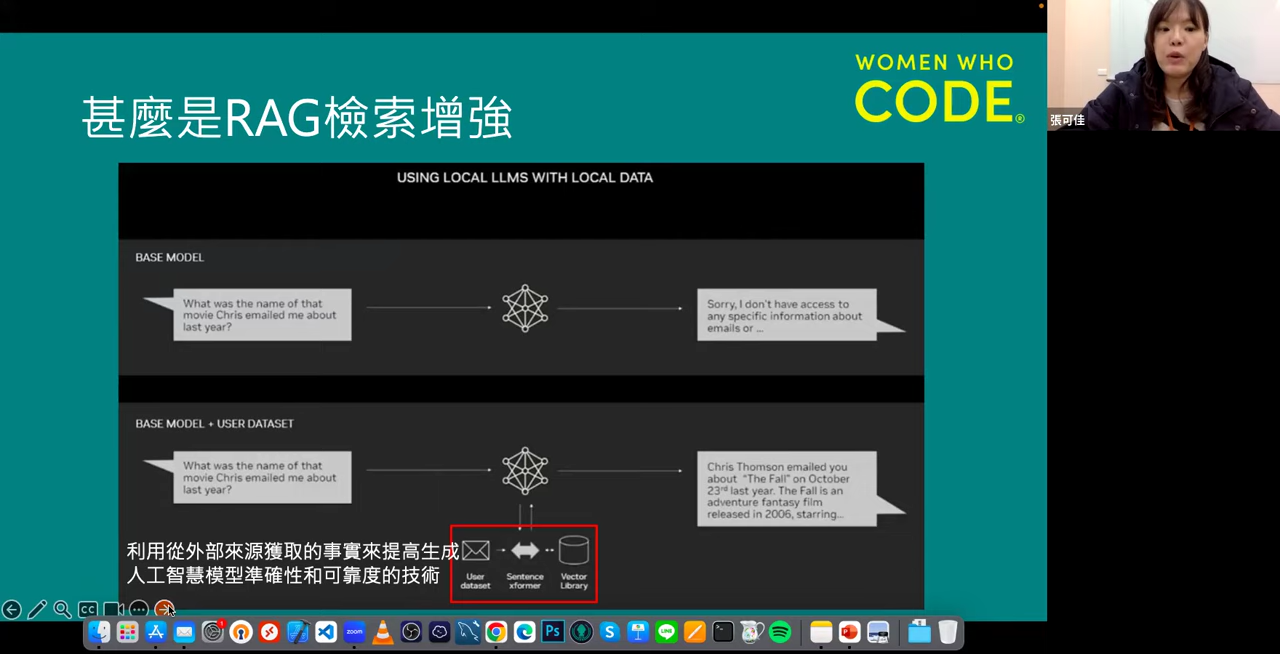 WOMEN WHO
CODE
甚麼是RAG檢索增強
張可佳
USING LOCAL LLMS WITH LOCAL DATA
BASE MODEL
What was the name of that
movie Chris emailed me about
last year?
Sorry, I don't have access to
any specific information about
emails or ...
BASE MODEL + USER DATASET
What was the name of that
movie Chris emailed me about
last year?
Chris Thomson emailed you
about "The Fall" on October
23rd last year. The Fall is an
adventure fantasy film
released in 2006, starring...
利用從外部來源獲取的事實來提高生成
人工智慧模型準確性和可靠度的技術
User
dataset
Sentence
xformer
Vector
Library
CC
zoom
Ps
LINE